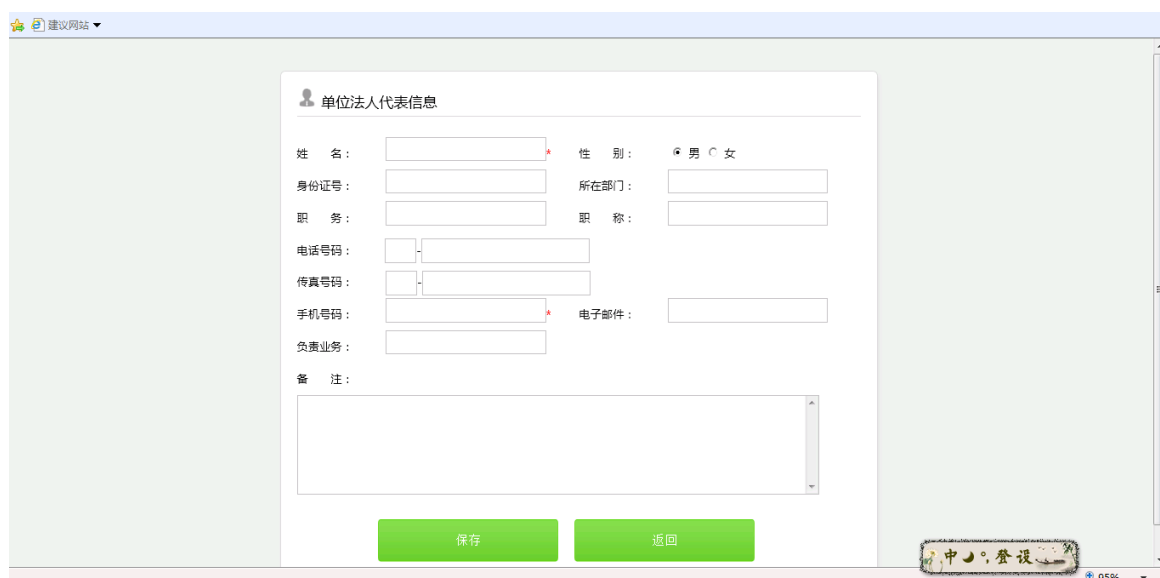 建议网站
单位法人代表信息
姓 名： * 性 别： 男 女
身份证号： 所在部门：
职 务： 职 称：
电话号码： -
传真号码： -
手机号码： * 电子邮件：
负责业务：
备 注：
保存 返回
中 °, 登 设
95%